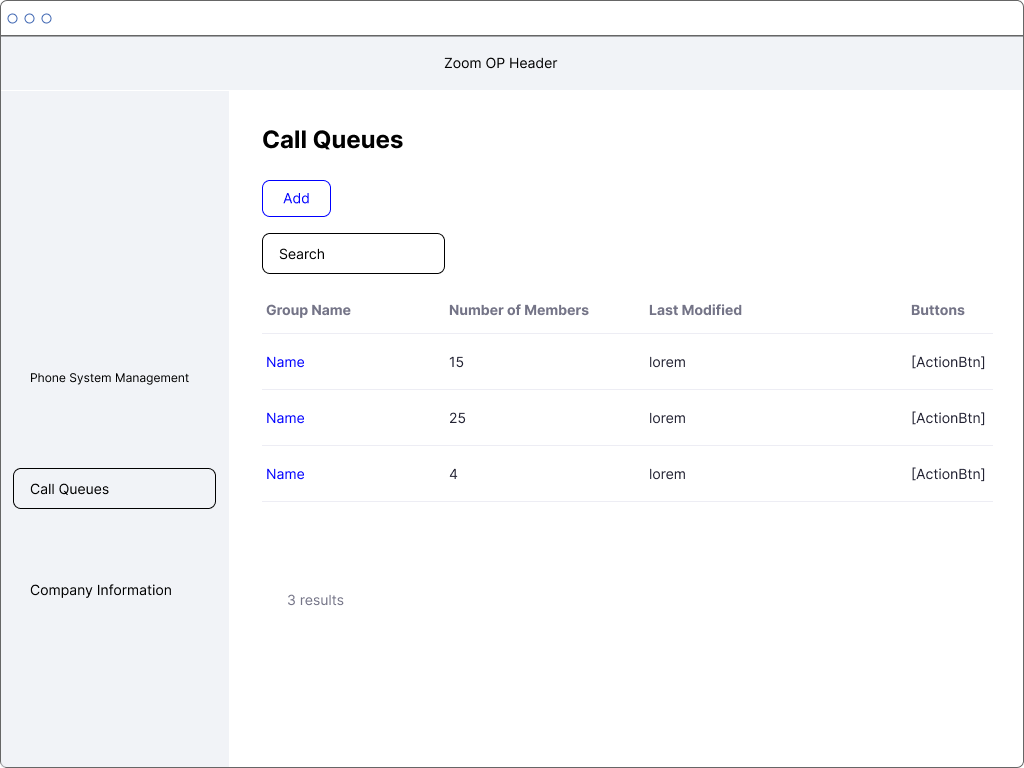 Zoom OP Header
Phone System Management
Call Queues
Company Information
Call Queues
Add
Search
Group Name Number of Members Last Modified Buttons
Name 15 lorem [ActionBtn]
Name 25 lorem [ActionBtn]
Name 4 lorem [ActionBtn]
3 results